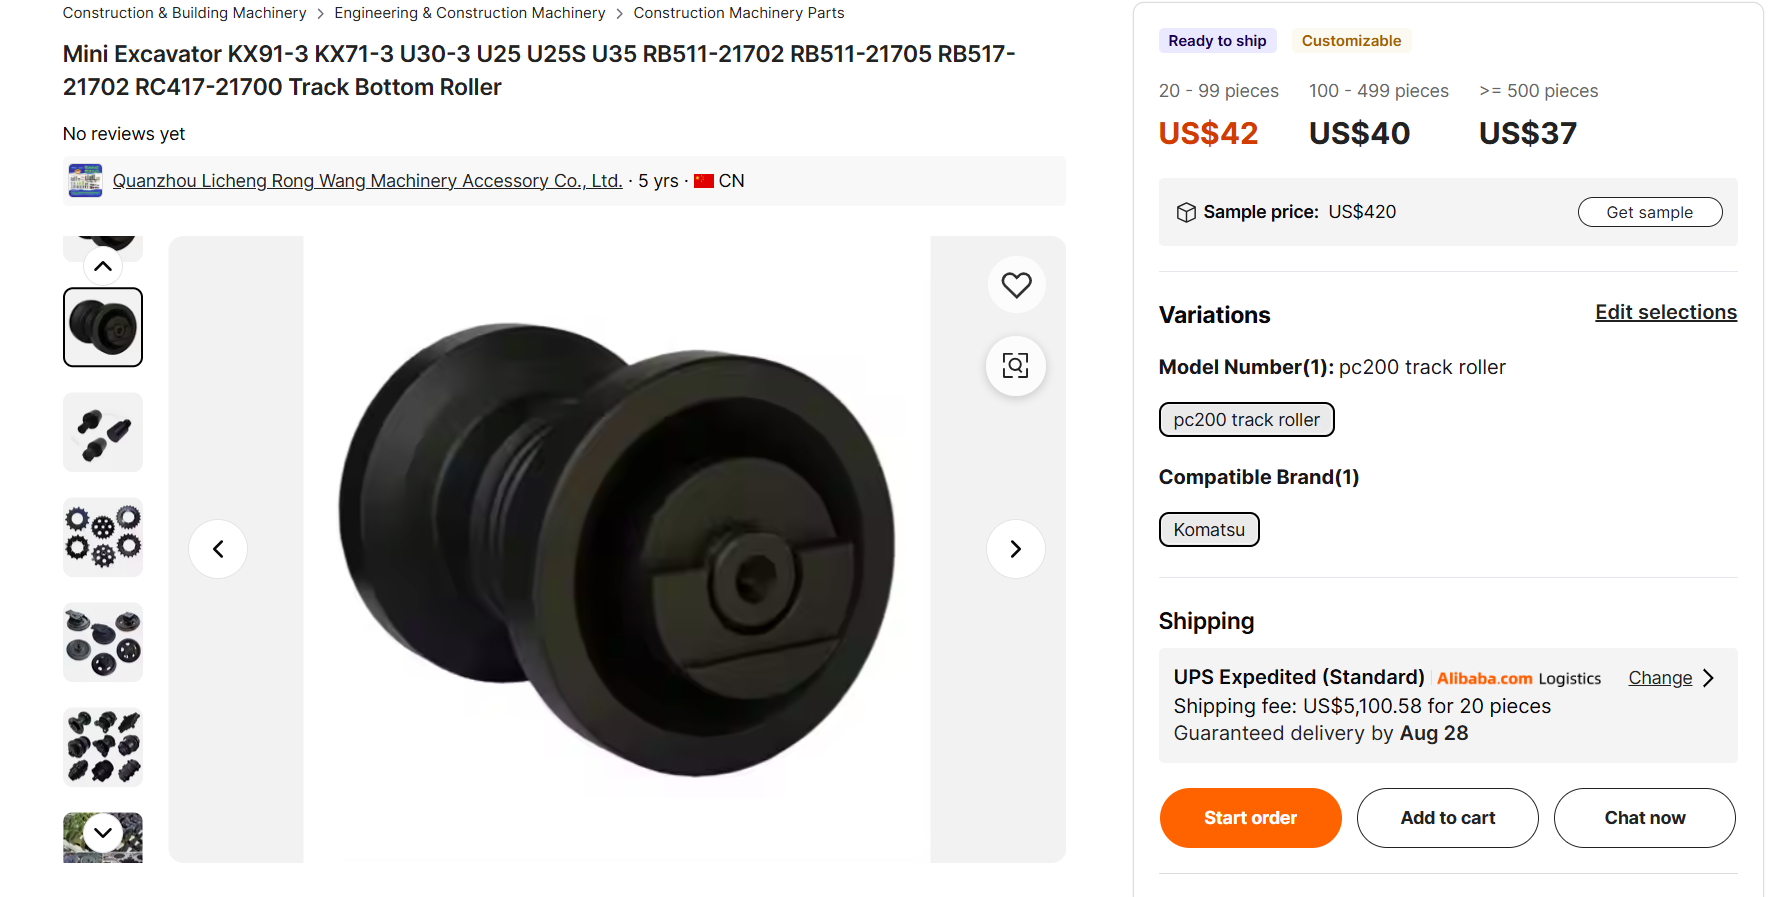 Construction & Building Machinery > Engineering & Construction Machinery > Construction Machinery Parts
Mini Excavator KX91-3 KX71-3 U30-3 U25 U25S U35 RB511-21702 RB511-21705 RB517-
21702 RC417-21700 Track Bottom Roller
No reviews yet
Quanzhou Licheng Rong Wang Machinery Accessory Co., Ltd. · 5 yrs · CN
Ready to ship Customizable
20 - 99 pieces 100 - 499 pieces >= 500 pieces
US$42 US$40 US$37
Sample price: US$420 Get sample
Variations Edit selections
Model Number(1): pc200 track roller
pc200 track roller
Compatible Brand(1)
Komatsu
Shipping
UPS Expedited (Standard) Alibaba.com Logistics Change
Shipping fee: US$5,100.58 for 20 pieces
Guaranteed delivery by Aug 28
Start order Add to cart Chat now